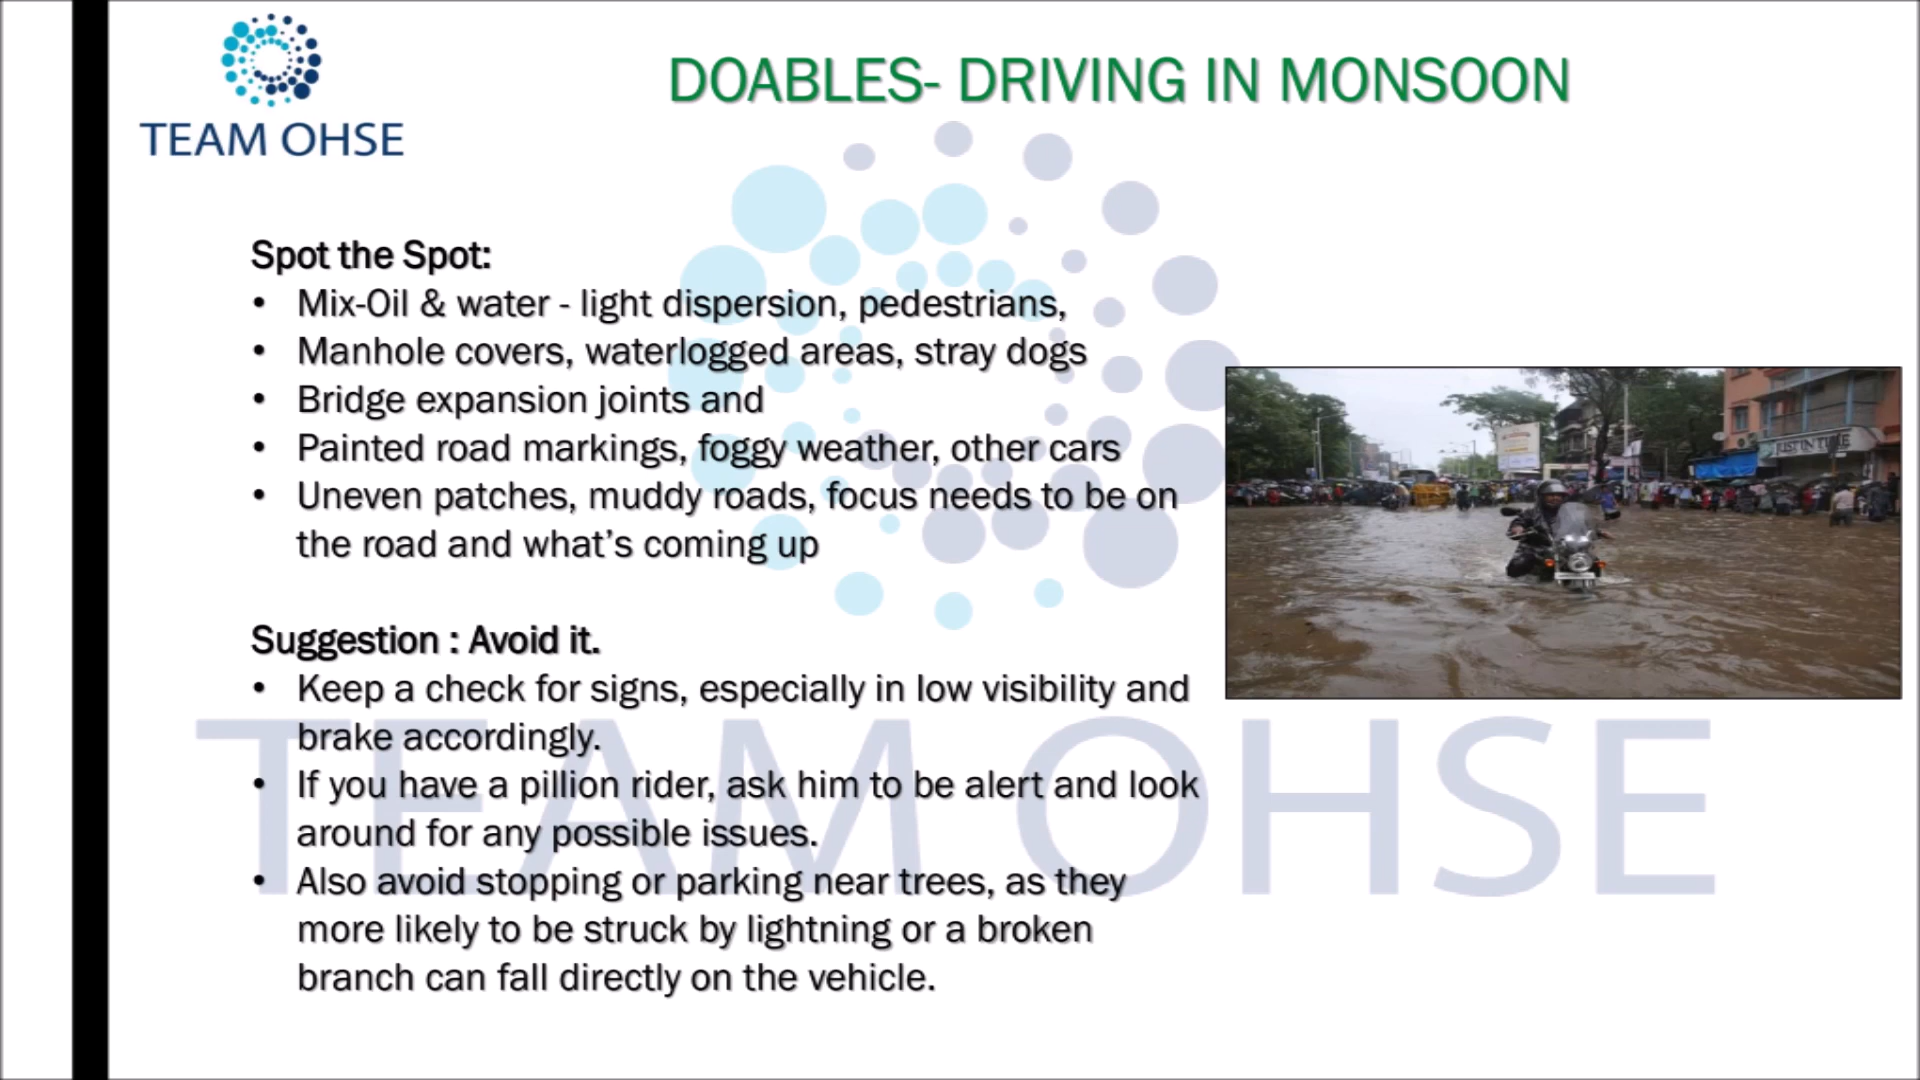 TEAM OHSE
DOABLES- DRIVING IN MONSOON
Spot the Spot:
• Mix-Oil & water - light dispersion, pedestrians,
• Manhole covers, waterlogged areas, stray dogs
• Bridge expansion joints and
• Painted road markings, foggy weather, other cars
• Uneven patches, muddy roads, focus needs to be on
the road and what’s coming up
JUST IN TIME
Suggestion : Avoid it.
• Keep a check for signs, especially in low visibility and
brake accordingly.
• If you have a pillion rider, ask him to be alert and look
around for any possible issues.
• Also avoid stopping or parking near trees, as they
more likely to be struck by lightning or a broken
branch can fall directly on the vehicle.
TEAM OHSE